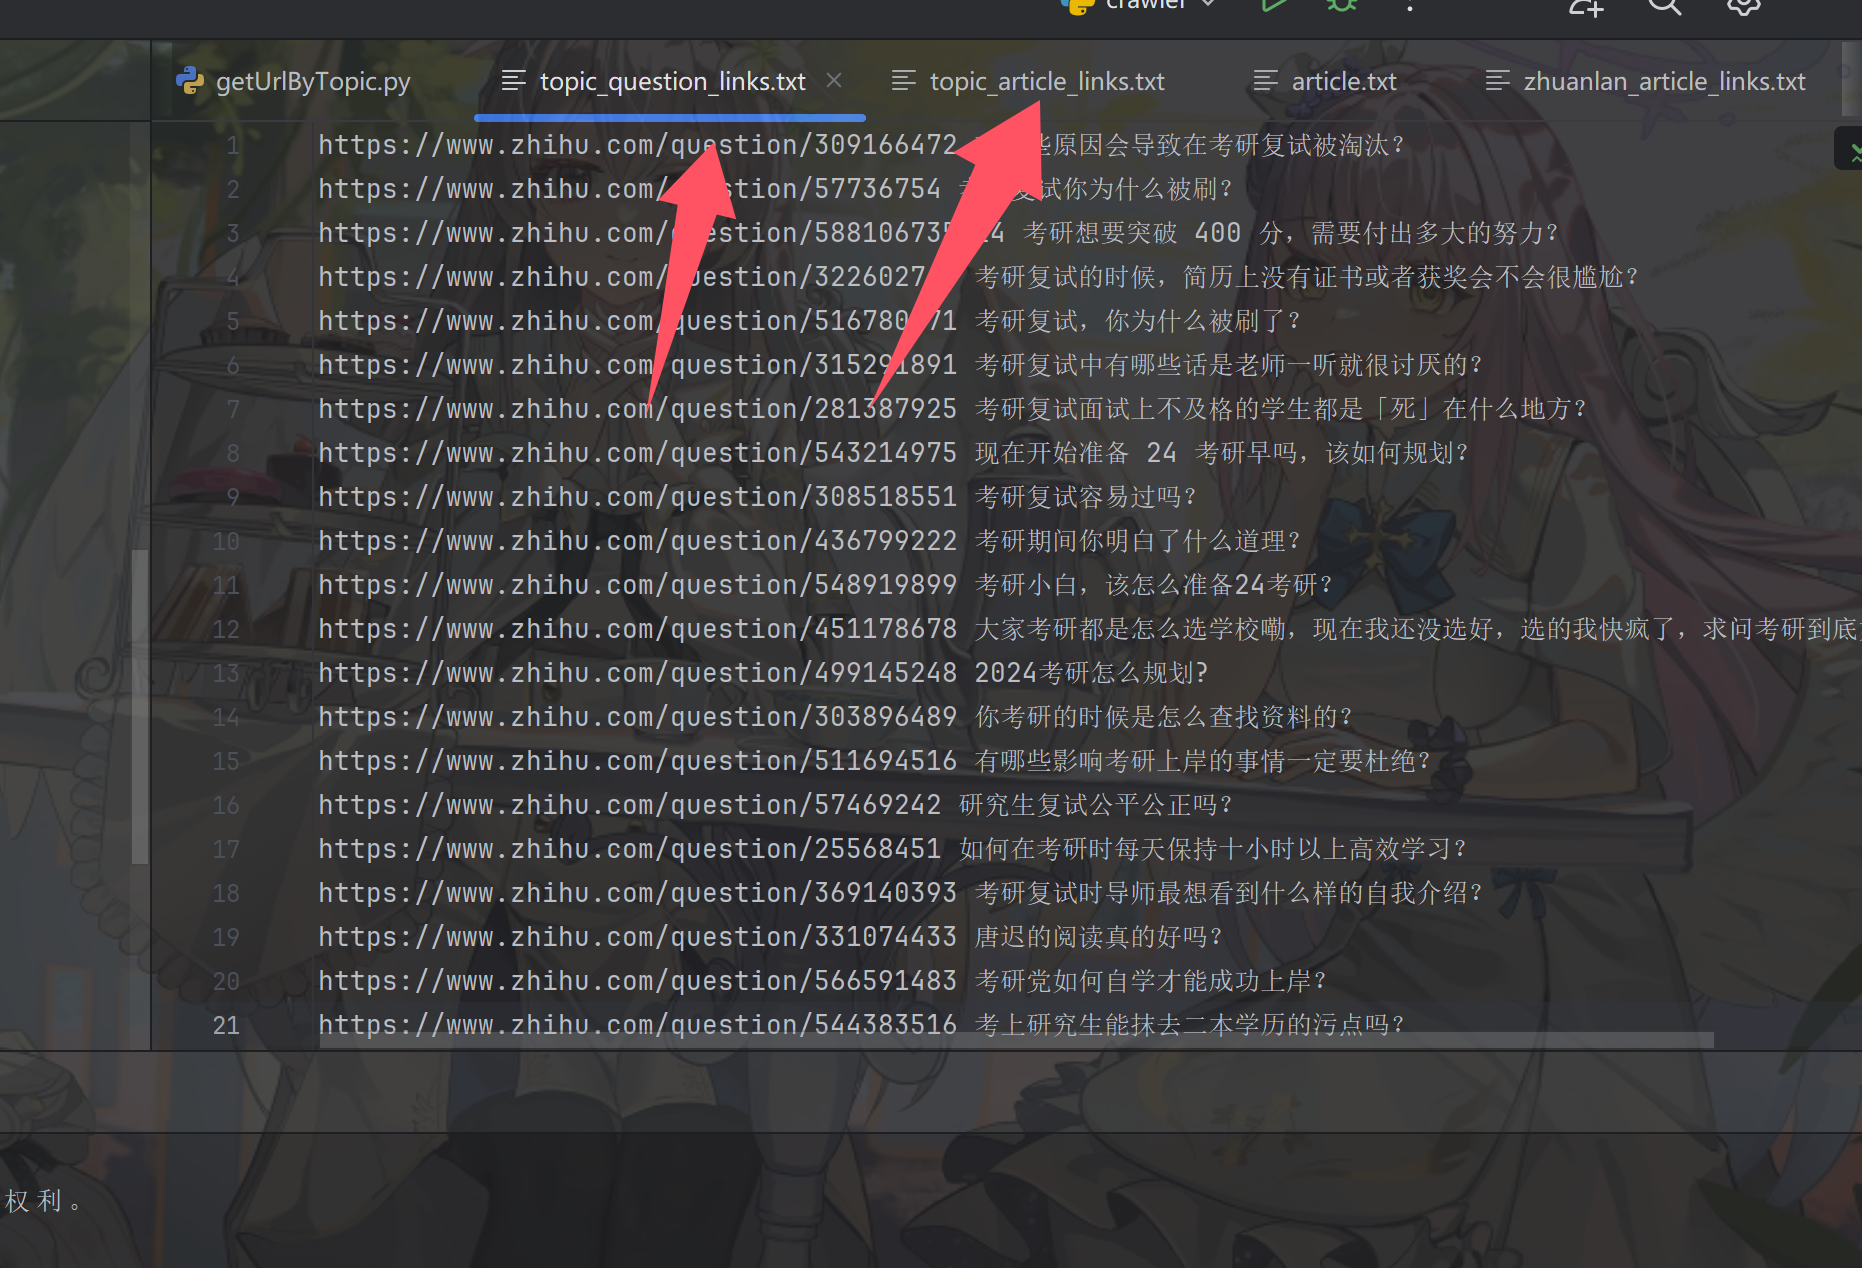 crawler
getUrlByTopic.py
topic_question_links.txt
topic_article_links.txt
article.txt
zhuanlan_article_links.txt
1 https://www.zhihu.com/question/309166472 些原因会导致在考研复试被淘汰？
2 https://www.zhihu.com/question/57736754 复试你为什么被刷？
3 https://www.zhihu.com/question/588106735 24 考研想要突破 400 分，需要付出多大的努力？
4 https://www.zhihu.com/question/3226027 考研复试的时候，简历上没有证书或者获奖会不会很尴尬？
5 https://www.zhihu.com/question/516780 71 考研复试，你为什么被刷了？
6 https://www.zhihu.com/question/315291891 考研复试中有哪些话是老师一听就很讨厌的？
7 https://www.zhihu.com/question/281387925 考研复试面试上不及格的学生都是「死」在什么地方？
8 https://www.zhihu.com/question/543214975 现在开始准备 24 考研早吗，该如何规划？
9 https://www.zhihu.com/question/308518551 考研复试容易过吗？
10 https://www.zhihu.com/question/436799222 考研期间你明白了什么道理？
11 https://www.zhihu.com/question/548919899 考研小白，该怎么准备24考研？
12 https://www.zhihu.com/question/451178678 大家考研都是怎么选学校嘞，现在我还没选好，选的我快疯了，求问考研到底
13 https://www.zhihu.com/question/499145248 2024考研怎么规划?
14 https://www.zhihu.com/question/303896489 你考研的时候是怎么查找资料的？
15 https://www.zhihu.com/question/511694516 有哪些影响考研上岸的事情一定要杜绝？
16 https://www.zhihu.com/question/57469242 研究生复试公平公正吗？
17 https://www.zhihu.com/question/25568451 如何在考研时每天保持十小时以上高效学习？
18 https://www.zhihu.com/question/369140393 考研复试时导师最想看到什么样的自我介绍？
19 https://www.zhihu.com/question/331074433 唐迟的阅读真的好吗？
20 https://www.zhihu.com/question/566591483 考研党如何自学才能成功上岸？
21 https://www.zhihu.com/question/544383516 考上研究生能抹去二本学历的污点吗？
权利。